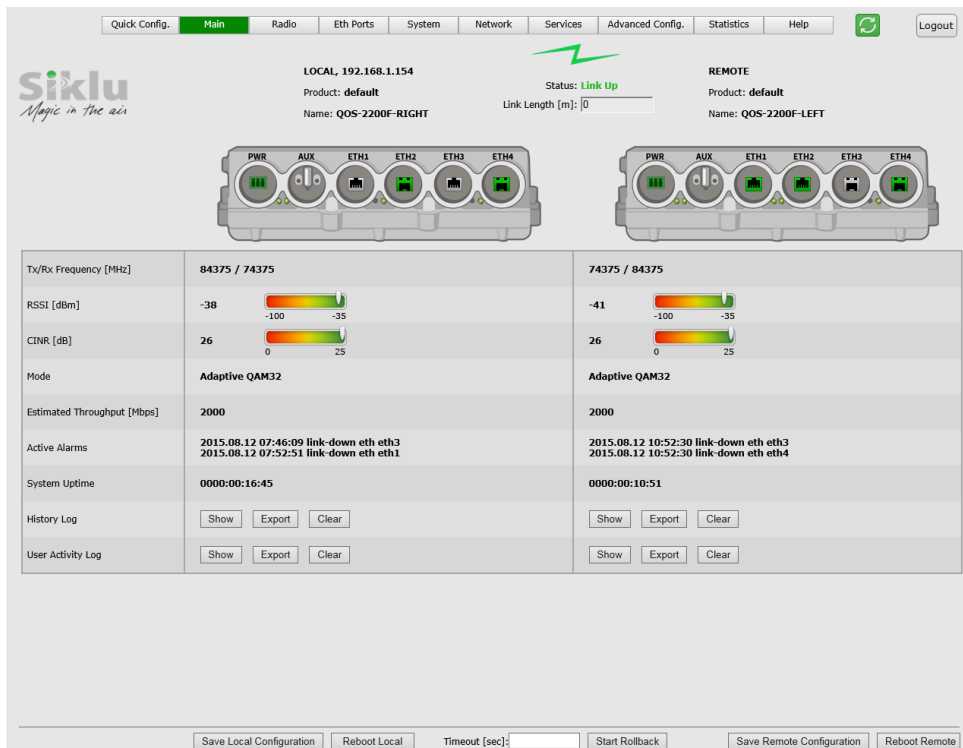 Quick Config. Main Radio Eth Ports System Network Services Advanced Config. Statistics Help Logout
Siklu
Magic in the air
LOCAL, 192.168.1.154
Product: default
Name: QOS-2200F-RIGHT
Status: Link Up
Link Length [m]: 0
REMOTE
Product: default
Name: QOS-2200F-LEFT
PWR AUX ETH1 ETH2 ETH3 ETH4
PWR AUX ETH1 ETH2 ETH3 ETH4
Tx/Rx Frequency [MHz] 84375 / 74375 74375 / 84375
RSSI [dBm] -38 -100 -35 -41 -100 -35
CINR [dB] 26 0 25 26 0 25
Mode Adaptive QAM32 Adaptive QAM32
Estimated Throughput [Mbps] 2000 2000
Active Alarms
2015.08.12 07:46:09 link-down eth eth3
2015.08.12 07:52:51 link-down eth eth1
2015.08.12 10:52:30 link-down eth eth3
2015.08.12 10:52:30 link-down eth eth4
System Uptime 0000:00:16:45 0000:00:10:51
History Log Show Export Clear Show Export Clear
User Activity Log Show Export Clear Show Export Clear
Save Local Configuration Reboot Local Timeout [sec]: Start Rollback Save Remote Configuration Reboot Remote